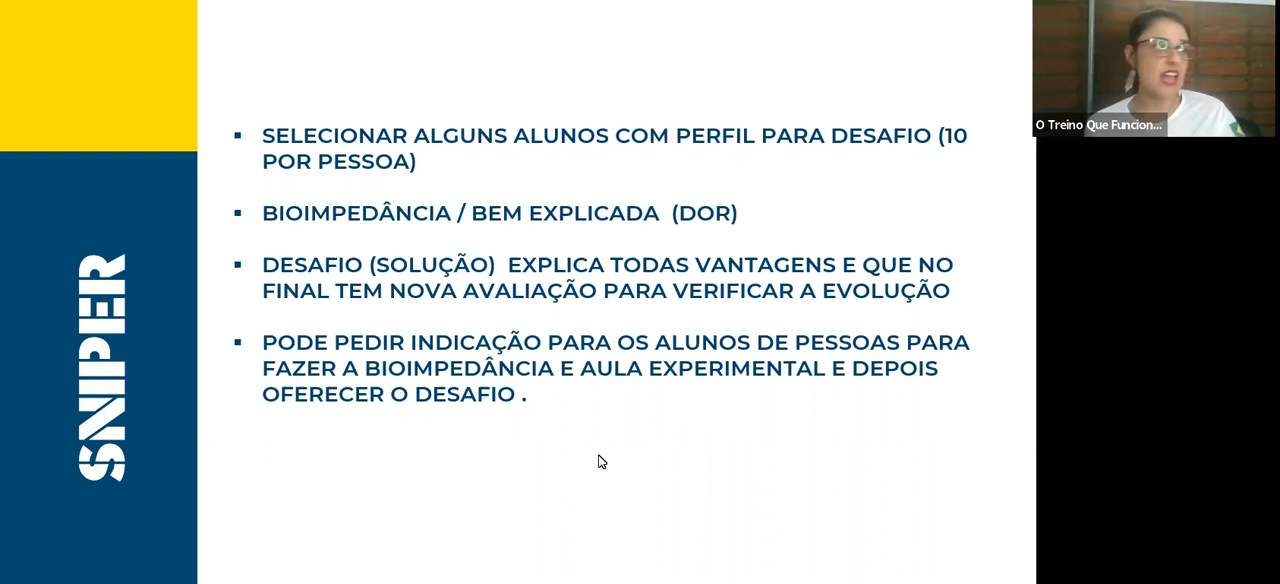 SNIPER
▪ SELECIONAR ALGUNS ALUNOS COM PERFIL PARA DESAFIO (10
POR PESSOA)
▪ BIOIMPEDÂNCIA / BEM EXPLICADA (DOR)
▪ DESAFIO (SOLUÇÃO) EXPLICA TODAS VANTAGENS E QUE NO
FINAL TEM NOVA AVALIAÇÃO PARA VERIFICAR A EVOLUÇÃO
▪ PODE PEDIR INDICAÇÃO PARA OS ALUNOS DE PESSOAS PARA
FAZER A BIOIMPEDÂNCIA E AULA EXPERIMENTAL E DEPOIS
OFERECER O DESAFIO .
O Treino Que Funcion...